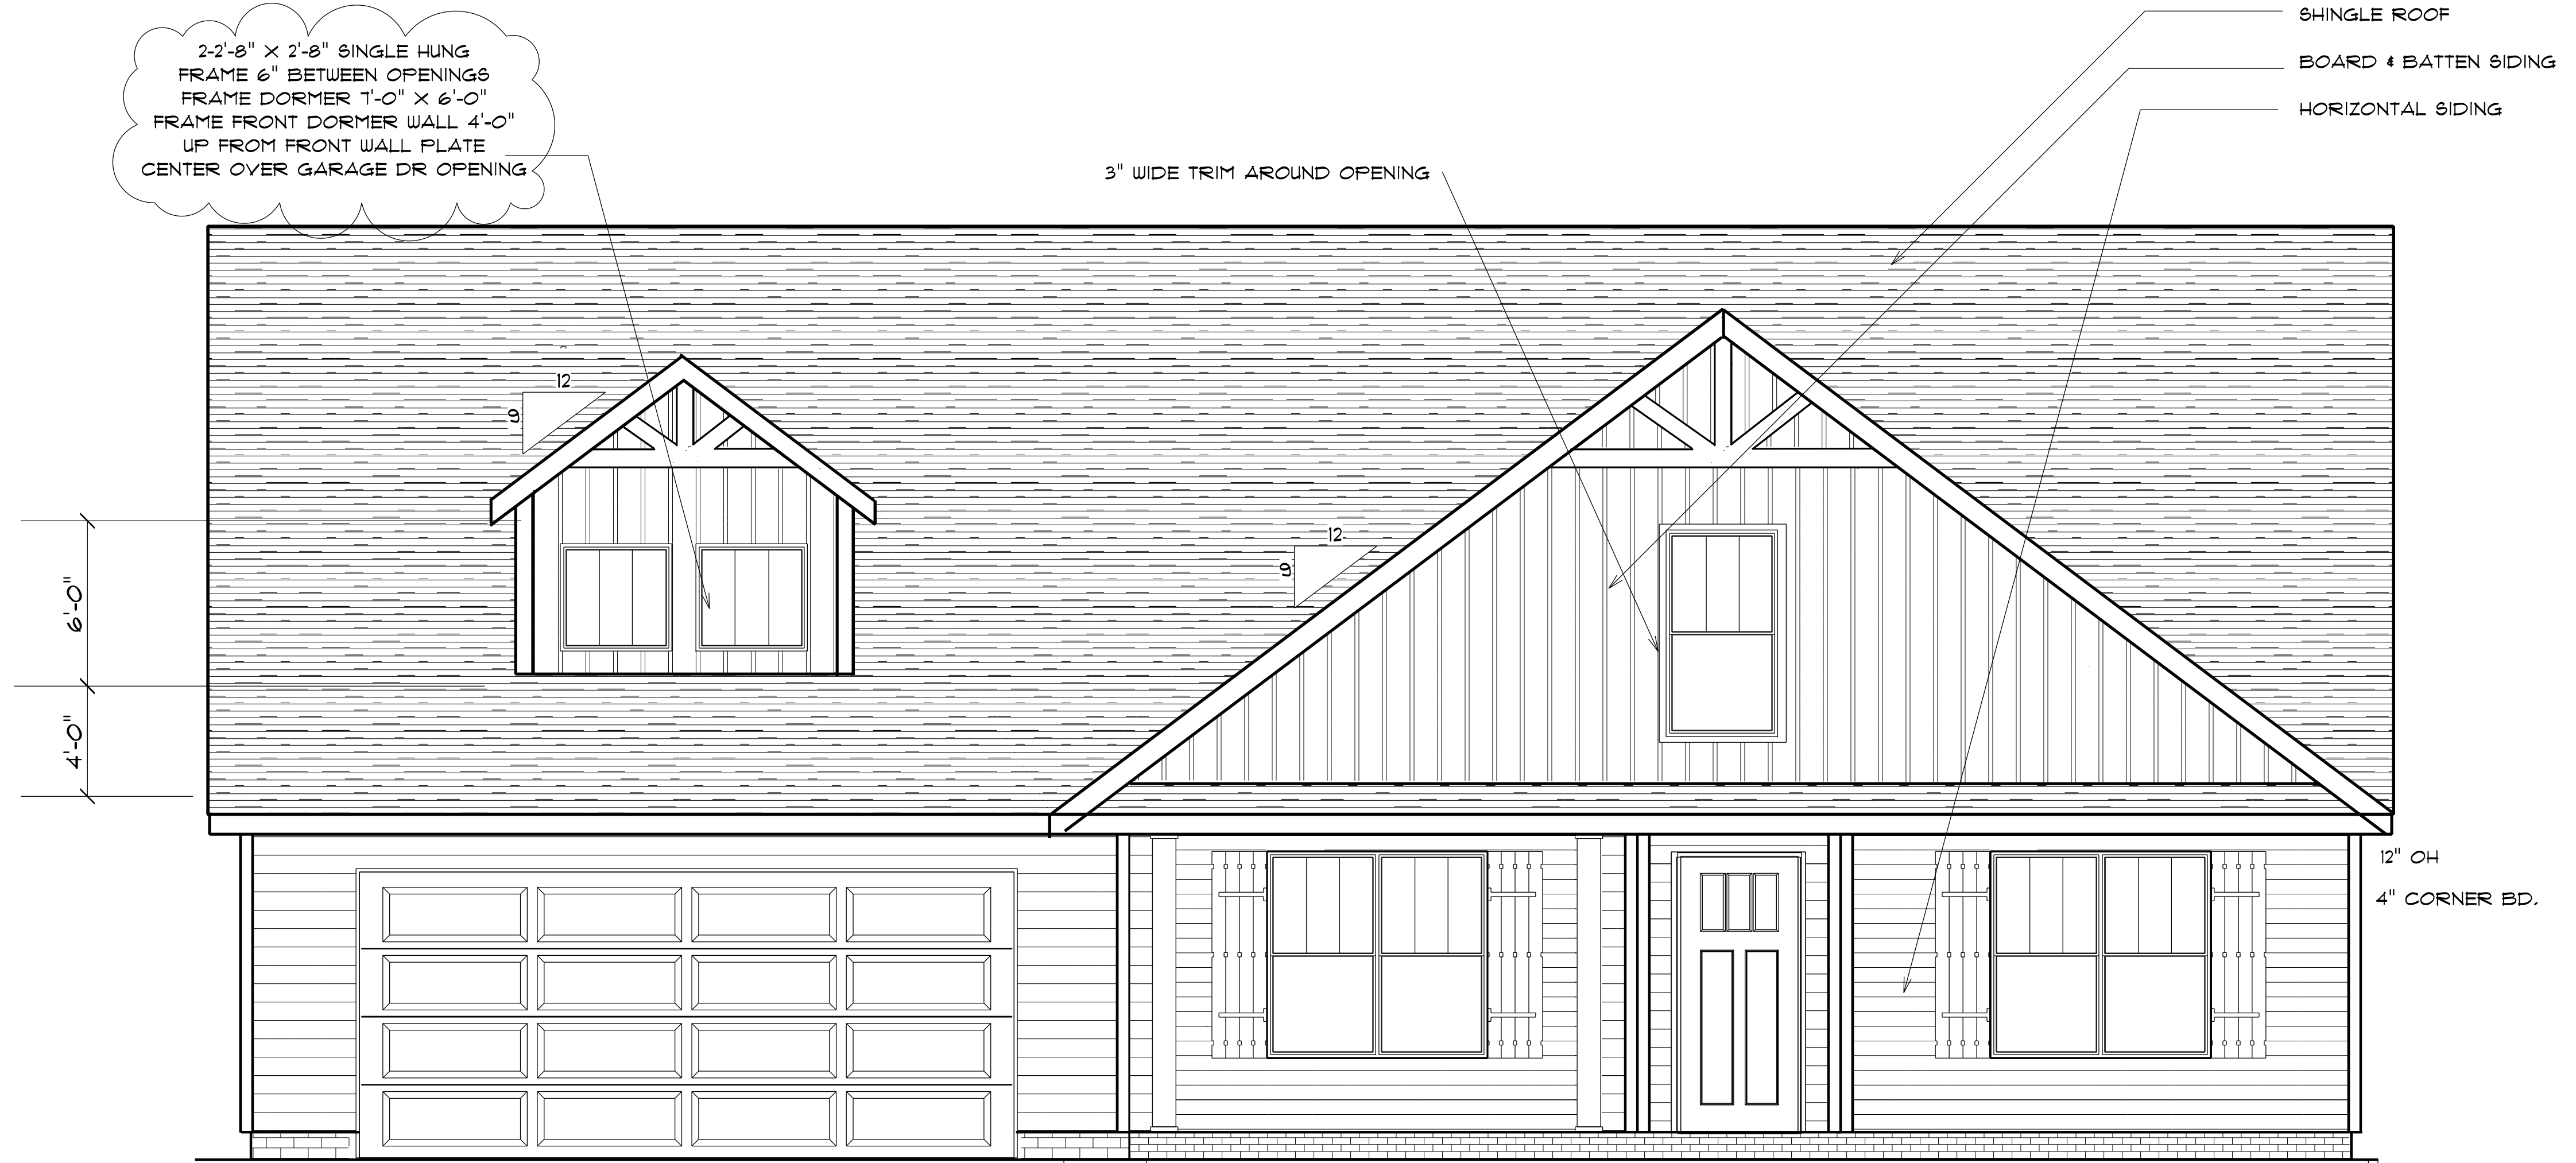 2-2'-8" X 2'-8" SINGLE HUNG
FRAME 6" BETWEEN OPENINGS
FRAME DORMER 7'-0" X 6'-0"
FRAME FRONT DORMER WALL 4'-0"
UP FROM FRONT WALL PLATE
CENTER OVER GARAGE DR OPENING
SHINGLE ROOF
BOARD & BATTEN SIDING
HORIZONTAL SIDING
3" WIDE TRIM AROUND OPENING
12
9
12
9
6'-0"
4'-0"
12" OH
4" CORNER BD.